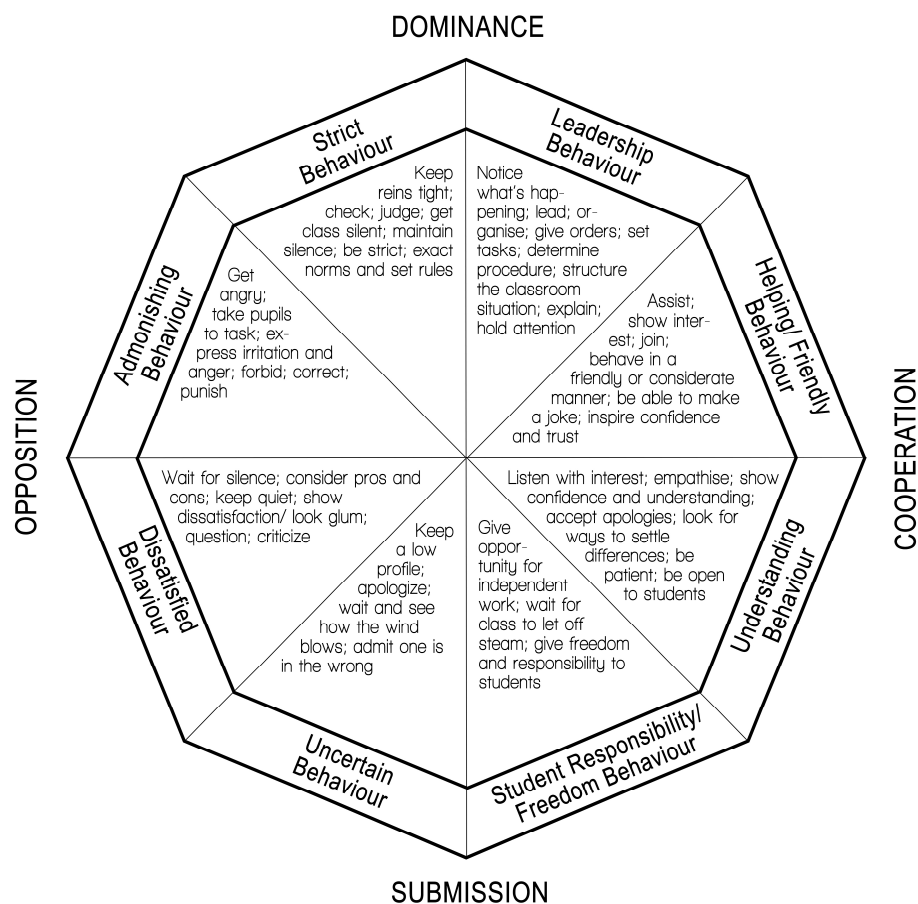 DOMINANCE
Strict
Behaviour
Leadership
Behaviour
Keep
reins tight;
check; judge; get
class silent; maintain
silence; be strict; exact
norms and set rules
Notice
what's hap-
pening; lead; or-
ganise; give orders; set
tasks; determine
procedure; structure
the classroom
situation; explain;
hold attention
Admonishing
Behaviour
Get
angry;
take pupils
to task; ex-
press irritation and
anger; forbid; correct;
punish
Helping/ Friendly
Behaviour
Assist;
show inter-
est; join;
behave in a
friendly or considerate
manner; be able to make
a joke; inspire confidence
and trust
OPPOSITION
COOPERATION
Dissatisfied
Behaviour
Wait for silence; consider pros and
cons; keep quiet; show
dissatisfaction/ look glum;
question; criticize
Understanding
Behaviour
Listen with interest; empathise; show
confidence and understanding;
accept apologies; look for
ways to settle
differences; be
patient; be open
to students
Keep
a low
profile;
apologize;
wait and see
how the wind
blows; admit one is
in the wrong
Give
oppor-
tunity for
independent
work; wait for
class to let off
steam; give freedom
and responsibility to
students
Uncertain
Behaviour
Student Responsibility/
Freedom Behaviour
SUBMISSION